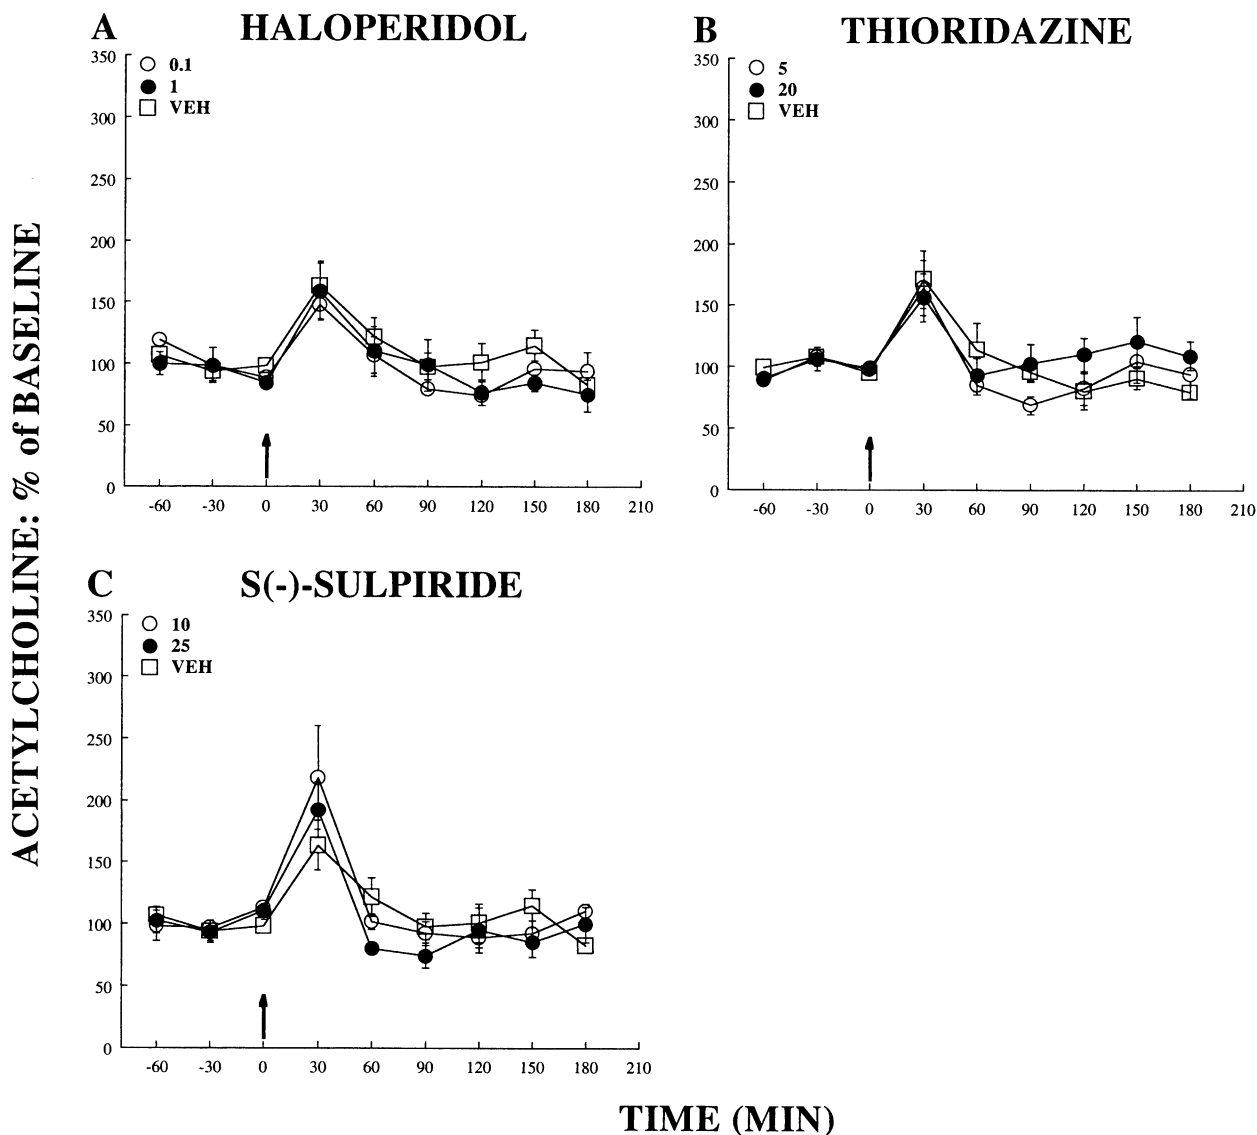 A HALOPERIDOL
350
300
250
200
150
100
50
0
0.1
1
VEH
-60 -30 0 30 60 90 120 150 180 210
B THIORIDAZINE
350
300
250
200
150
100
50
0
5
20
VEH
-60 -30 0 30 60 90 120 150 180 210
C S(-)-SULPIRIDE
350
300
250
200
150
100
50
0
10
25
VEH
-60 -30 0 30 60 90 120 150 180 210
ACETYLCHOLINE: % of BASELINE
TIME (MIN)